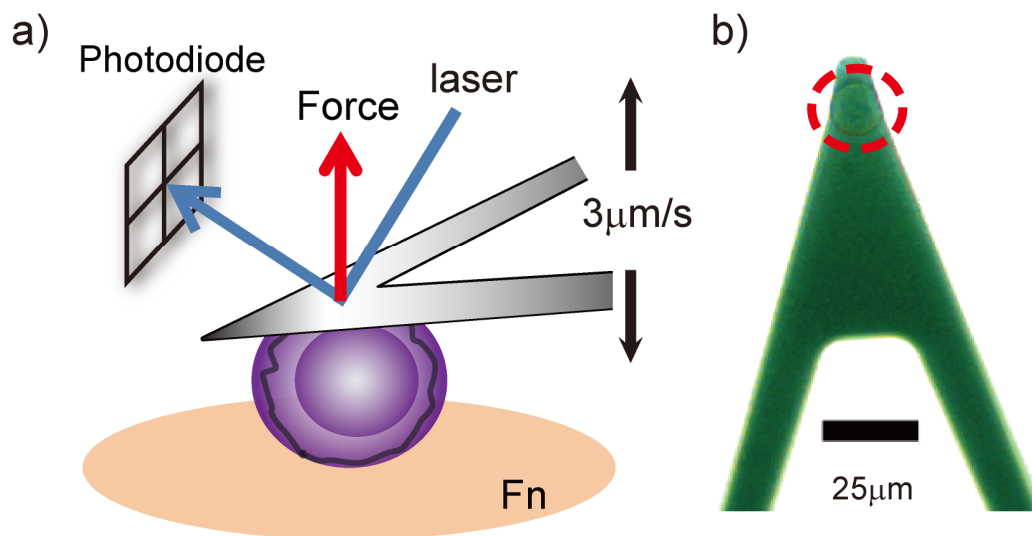 a)
Photodiode
laser
Force
3μm/s
Fn
b)
25μm